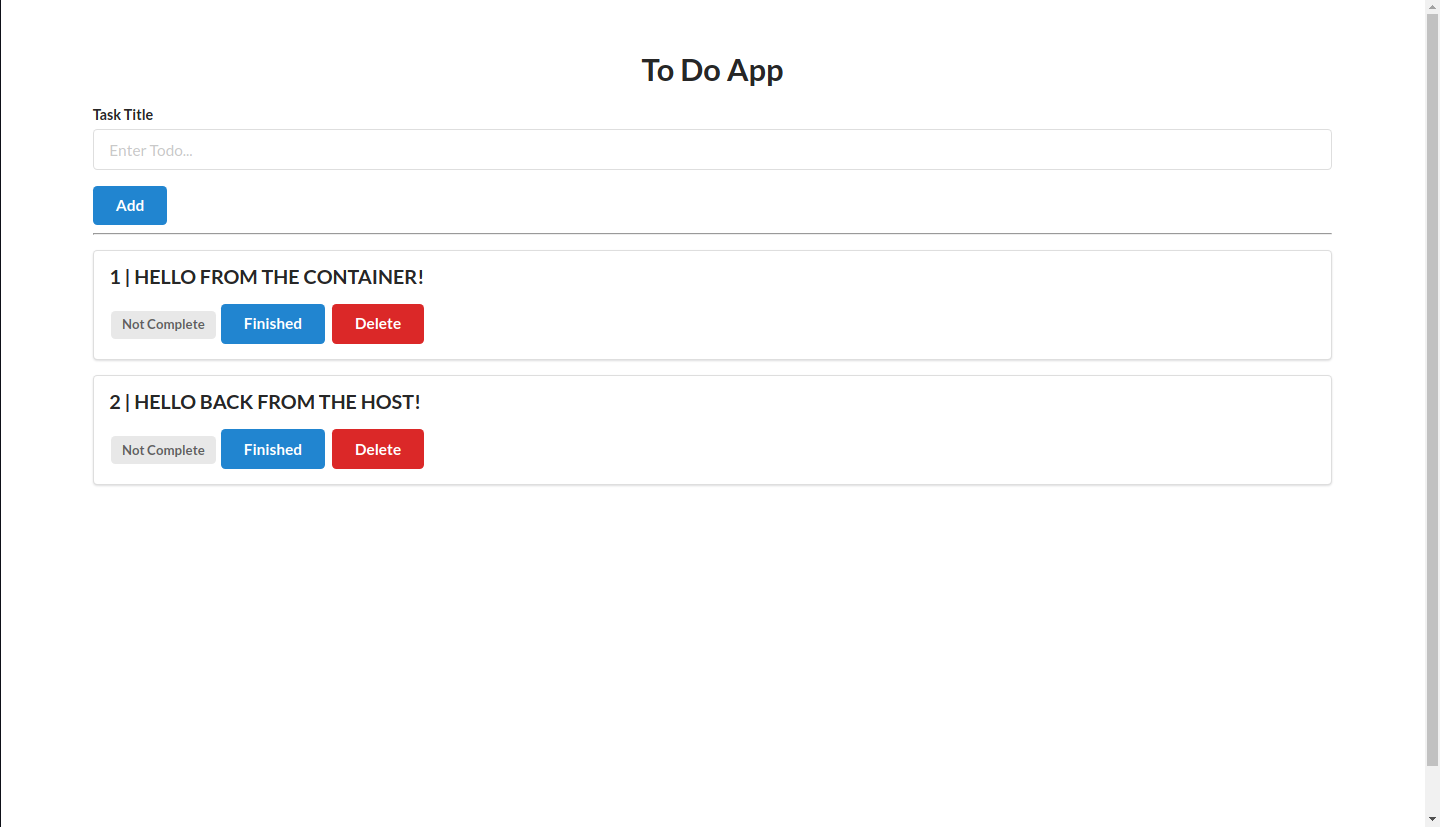 To Do App
Task Title
Enter Todo...
Add
1 | HELLO FROM THE CONTAINER!
Not Complete Finished Delete
2 | HELLO BACK FROM THE HOST!
Not Complete Finished Delete